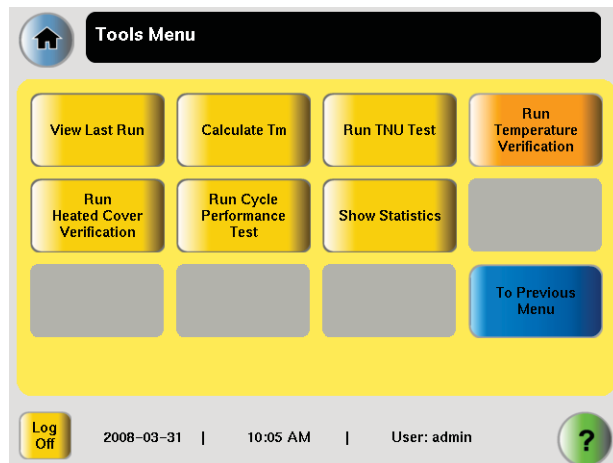 Tools Menu
View Last Run
Calculate Tm
Run TNU Test
Run
Temperature
Verification
Run
Heated Cover
Verification
Run Cycle
Performance
Test
Show Statistics
To Previous
Menu
Log
Off
2008-03-31 | 10:05 AM | User: admin
?